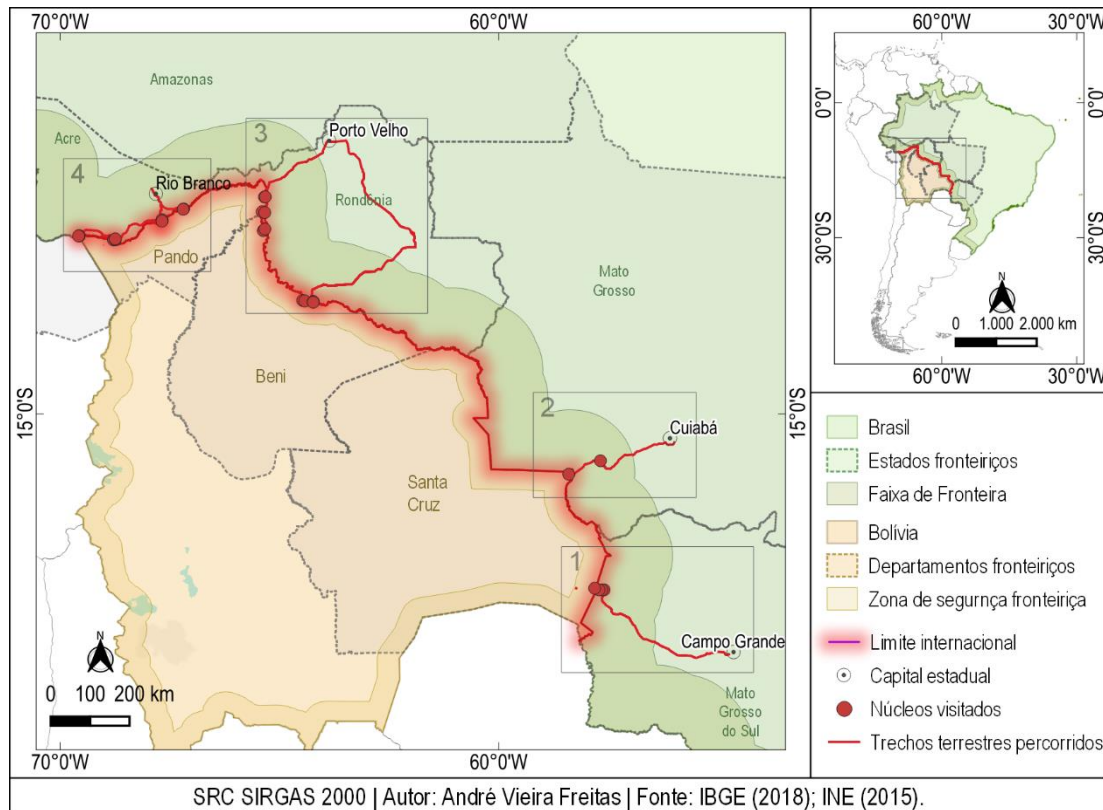 70°0'W
60°0'W
Amazonas
Acre
4
3
Porto Velho
Rio Branco
Rondônia
Pando
Mato
Grosso
Beni
15°0'S
15°0'S
2
Cuiabá
Santa
Cruz
1
Campo Grande
Mato
Grosso
do Sul
N
0 100 200 km
70°0'W
60°0'W
60°0'W
30°0'W
0°0'
0°0'
30°0'S
30°0'S
N
0 1.000 2.000 km
60°0'W
30°0'W
Brasil
Estados fronteiriços
Faixa de Fronteira
Bolívia
Departamentos fronteiriços
Zona de segurnça fronteiriça
Limite internacional
Capital estadual
Núcleos visitados
Trechos terrestres percorridos
SRC SIRGAS 2000 | Autor: André Vieira Freitas | Fonte: IBGE (2018); INE (2015).